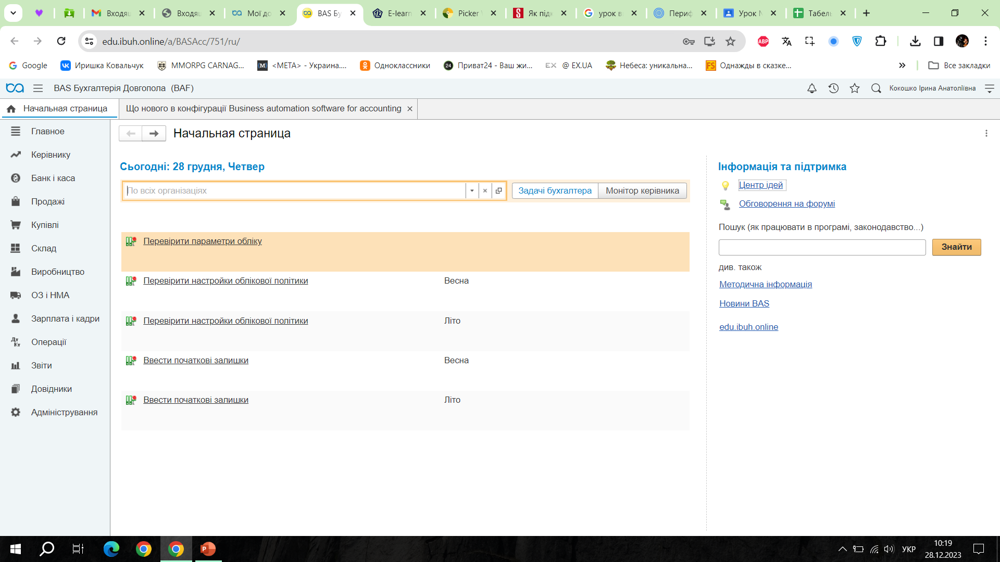 Входящ
Входящ
Мої до
BAS Бу
E-learn
Picker
Як підк
урок в
Периф
Урок
Табель
edu.ibuh.online/a/BASAcc/751/ru/
ABP
Google
Иришка Ковальчук
MMORPG CARNAG...
<META> - Украина....
Одноклассники
24 Приват24 - Ваш жи...
EX @ EX.UA
Небеса: уникальна...
FS Однажды в сказке...
Все закладки
BAS Бухгалтерія Довгопола (BAF)
Кокошко Ірина Анатоліївна
Начальная страница
Що нового в конфігурації Business automation software for accounting
Главное
Керівнику
Банк і каса
Продажі
Купівлі
Склад
Виробництво
ОЗ і НМА
Зарплата і кадри
Дт Кт Операції
Звіти
Довідники
Адміністрування
Начальная страница
Сьогодні: 28 грудня, Четвер
По всіх організаціях
Задачі бухгалтера
Монітор керівника
Перевірити параметри обліку
Перевірити настройки облікової політики Весна
Перевірити настройки облікової політики Літо
Ввести початкові залишки Весна
Ввести початкові залишки Літо
Інформація та підтримка
Центр ідей
Обговорення на форумі
Пошук (як працювати в програмі, законодавство...)
Знайти
див. також
Методична інформація
Новини BAS
edu.ibuh.online
УКР
10:19
28.12.2023